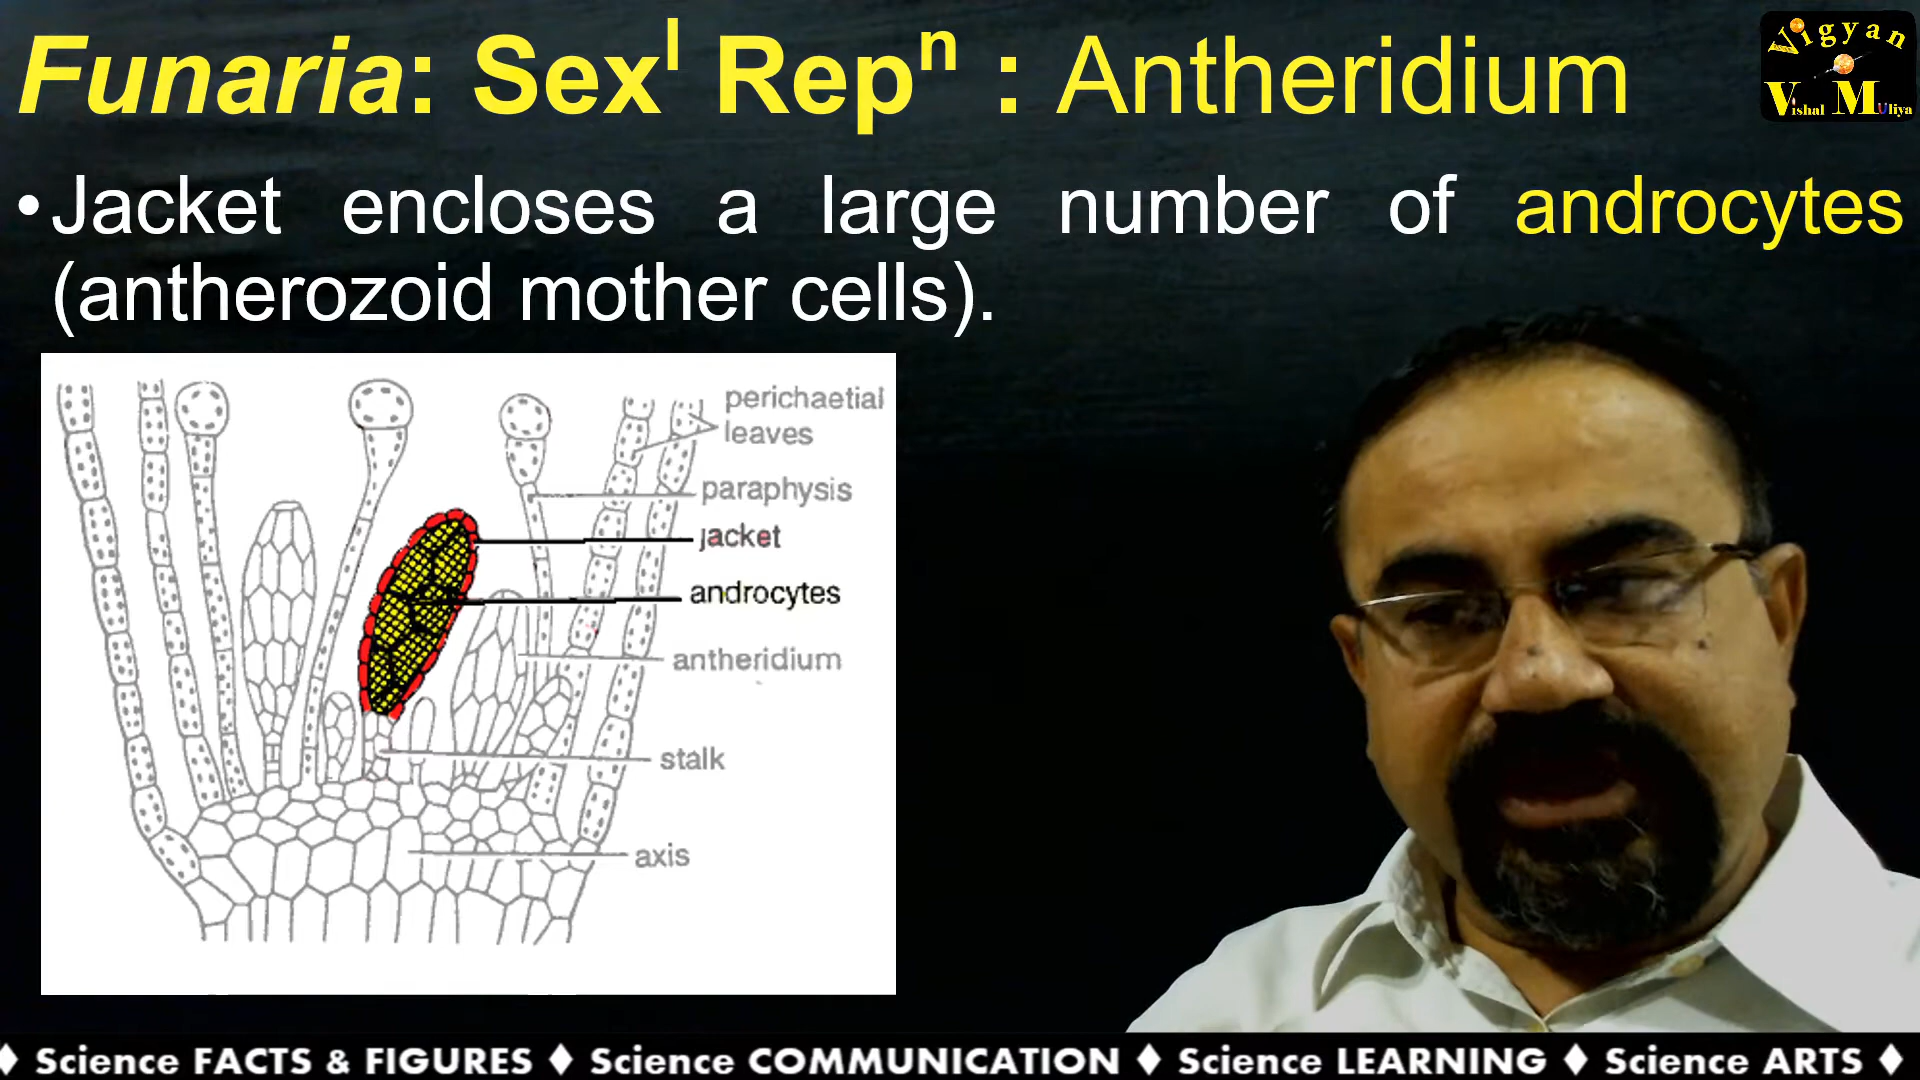 Funaria: Sexˡ Repⁿ : Antheridium
Vigyan
Vishal Muliya
•Jacket encloses a large number of androcytes
(antherozoid mother cells).
perichaetial
leaves
paraphysis
jacket
androcytes
antheridium
stalk
axis
♦ Science FACTS & FIGURES ♦ Science COMMUNICATION ♦ Science LEARNING ♦ Science ARTS ♦